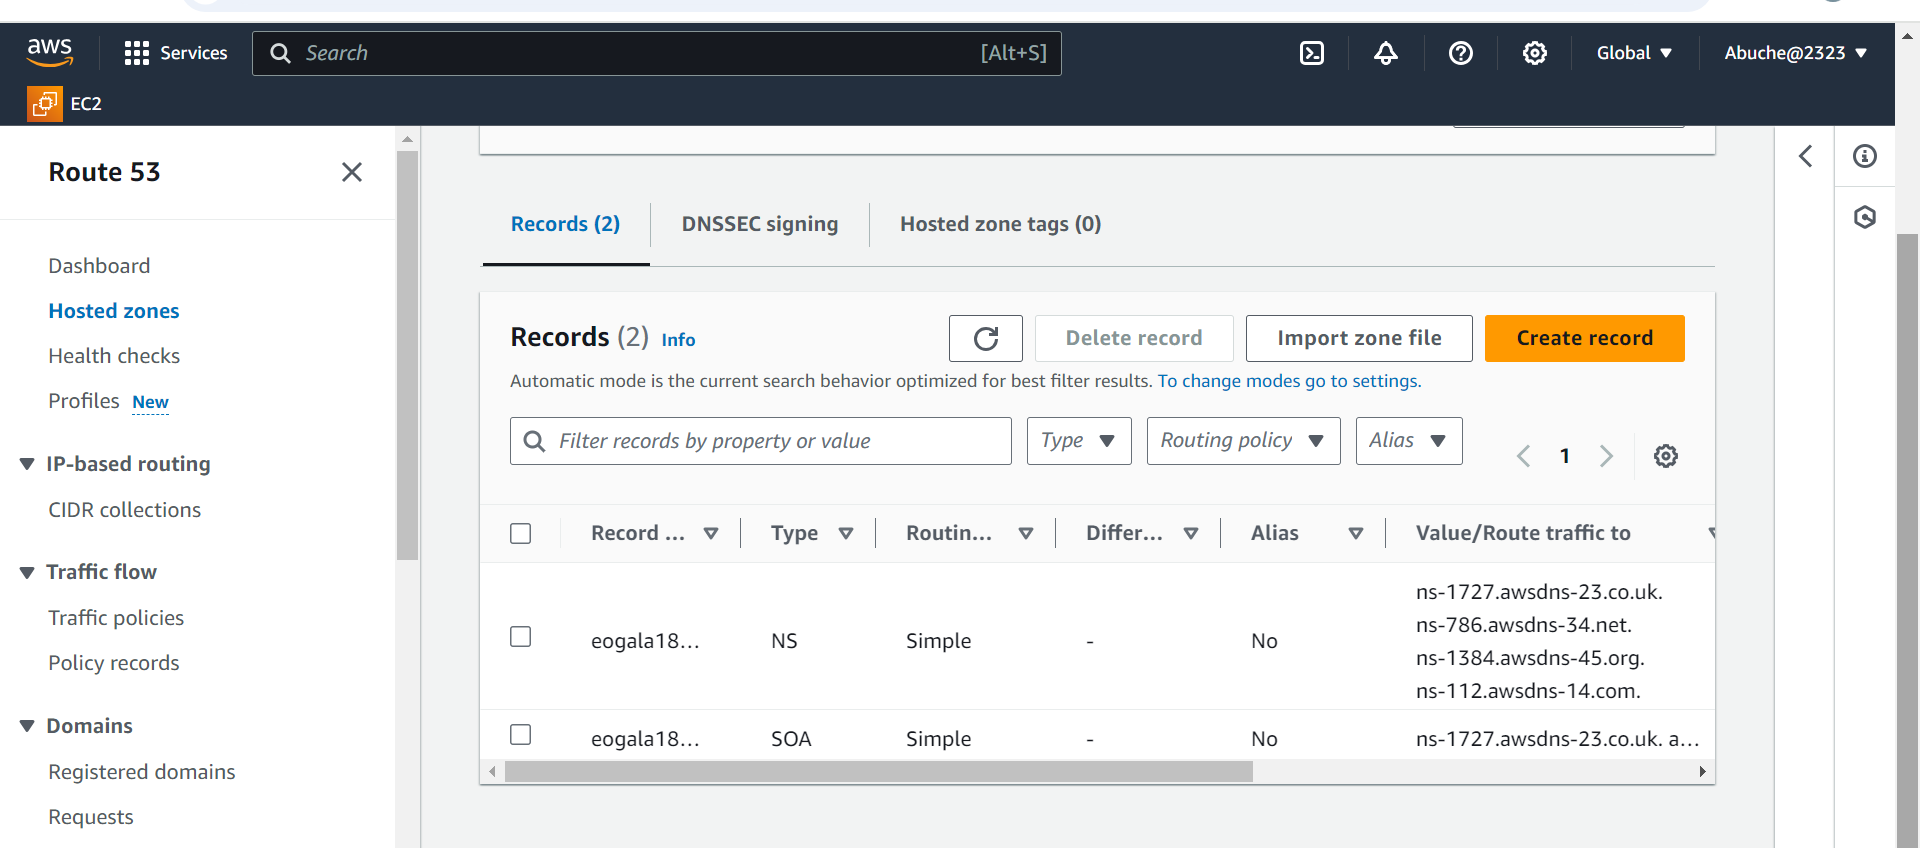 aws
Services
Search
[Alt+S]
Global
Abuche@2323
EC2
Route 53
Dashboard
Hosted zones
Health checks
Profiles New
IP-based routing
CIDR collections
Traffic flow
Traffic policies
Policy records
Domains
Registered domains
Requests
Records (2)
DNSSEC signing
Hosted zone tags (0)
Records (2) Info
Delete record
Import zone file
Create record
Automatic mode is the current search behavior optimized for best filter results. To change modes go to settings.
Filter records by property or value
Type
Routing policy
Alias
1
Record ...
Type
Routin...
Differ...
Alias
Value/Route traffic to
eogala18...
NS
Simple
-
No
ns-1727.awsdns-23.co.uk.
ns-786.awsdns-34.net.
ns-1384.awsdns-45.org.
ns-112.awsdns-14.com.
eogala18...
SOA
Simple
-
No
ns-1727.awsdns-23.co.uk. a...